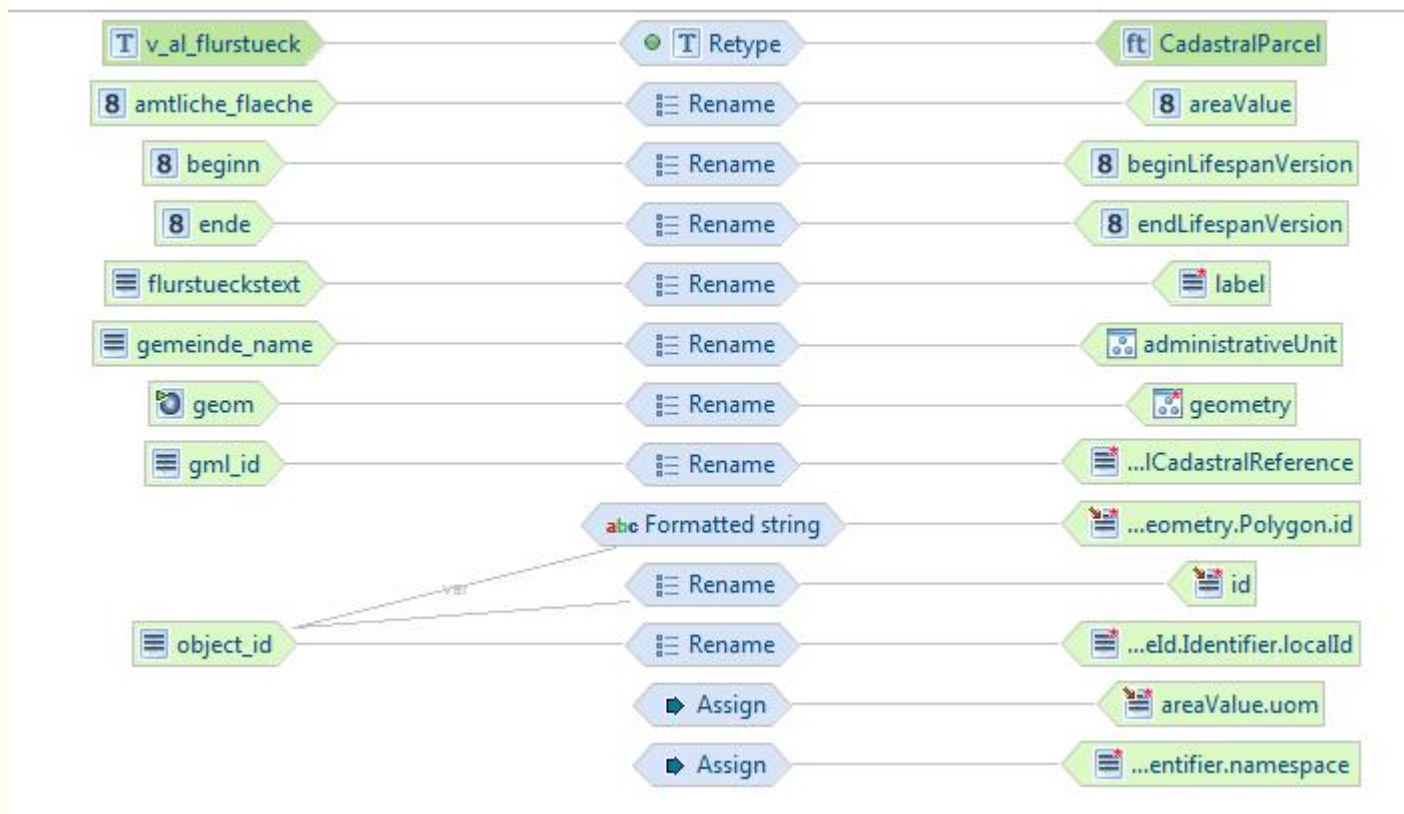 v_al_flurstueck Retype CadastralParcel
amtliche_flaeche Rename areaValue
beginn Rename beginLifespanVersion
ende Rename endLifespanVersion
flurstueckstext Rename label
gemeinde_name Rename administrativeUnit
geom Rename geometry
gml_id Rename ...lCadastralReference
abc Formatted string ...eometry.Polygon.id
var Rename id
object_id Rename ...eId.Identifier.localId
Assign areaValue.uom
Assign ...entifier.namespace